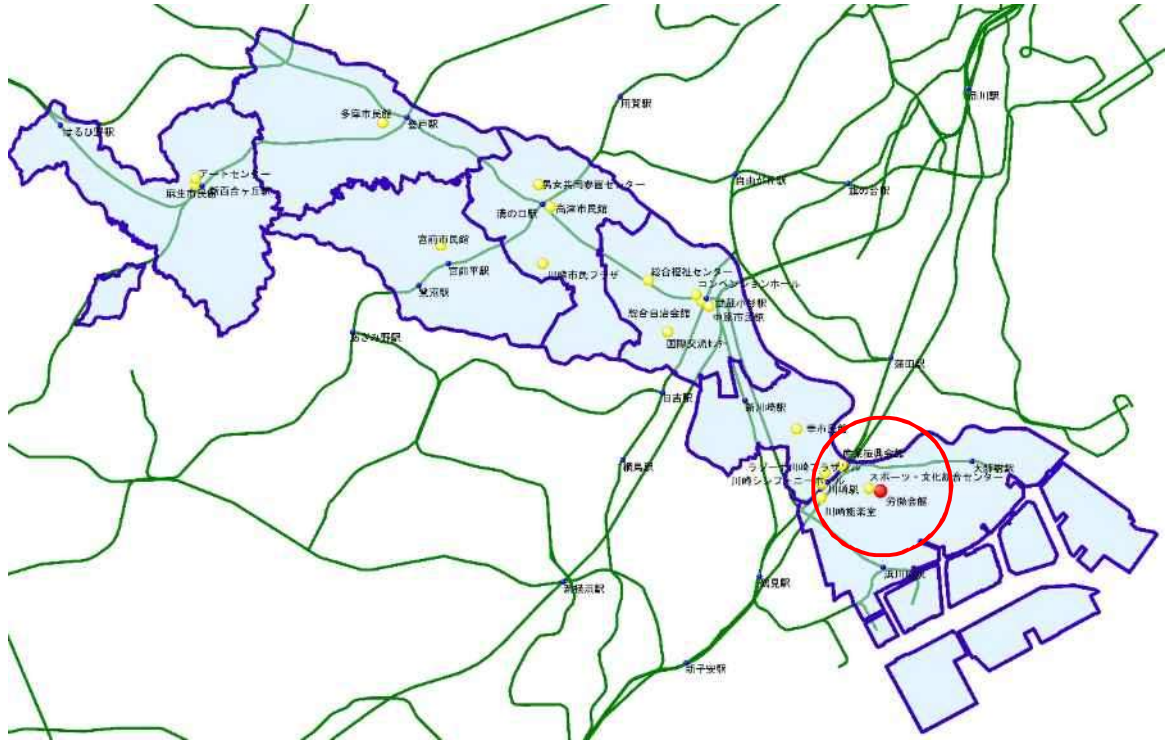 品川駅
用賀駅
多摩市民館
登戸駅
はるひ野駅
アートセンター
新百合ヶ丘駅
麻生市民館
自由が丘駅
旗の台駅
男女共同参画センター
溝の口駅
高津市民館
宮前市民館
宮前平駅
川崎市民プラザ
鷺沼駅
総合福祉センター
コンベンションホール
武蔵小杉駅
中原市民館
総合自治会館
国際交流センター
あざみ野駅
蒲田駅
日吉駅
新川崎駅
幸市民館
綱島駅
産業振興会館
大師橋駅
ラゾーナ川崎プラザソル
スポーツ・文化総合センター
川崎シンフォニーホール
川崎駅
労働会館
川崎能楽堂
浜川崎駅
鶴見駅
新横浜駅
新子安駅